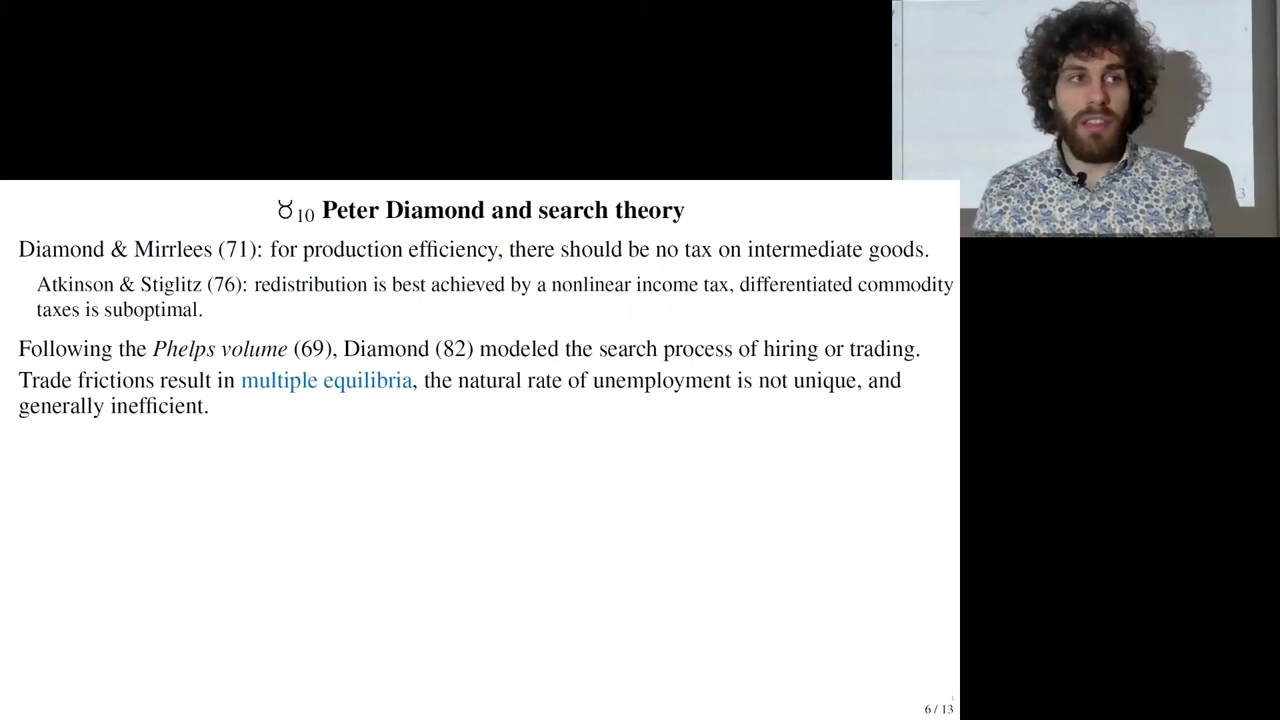 ♉10 Peter Diamond and search theory
Diamond & Mirrlees (71): for production efficiency, there should be no tax on intermediate goods.
Atkinson & Stiglitz (76): redistribution is best achieved by a nonlinear income tax, differentiated commodity
taxes is suboptimal.
Following the Phelps volume (69), Diamond (82) modeled the search process of hiring or trading.
Trade frictions result in multiple equilibria, the natural rate of unemployment is not unique, and
generally inefficient.
3
6 / 13